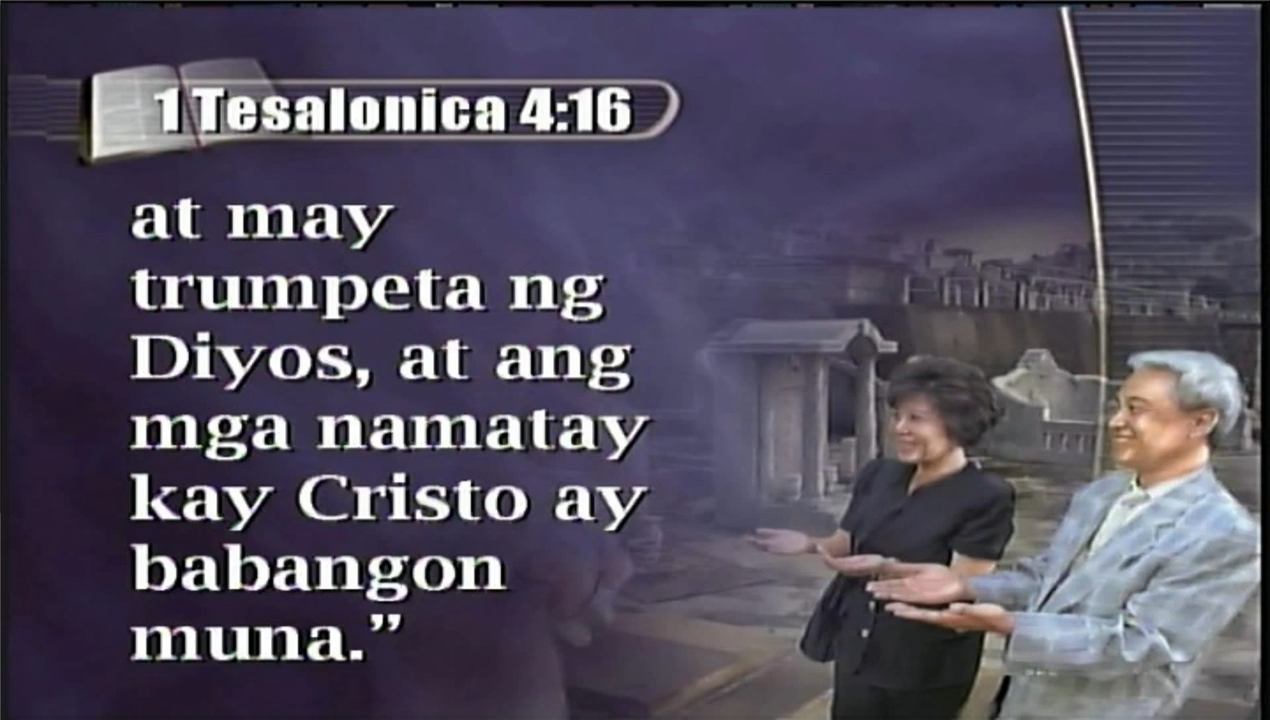 1 Tesalonica 4:16
at may
trumpeta ng
Diyos, at ang
mga namatay
kay Cristo ay
babangon
muna.”